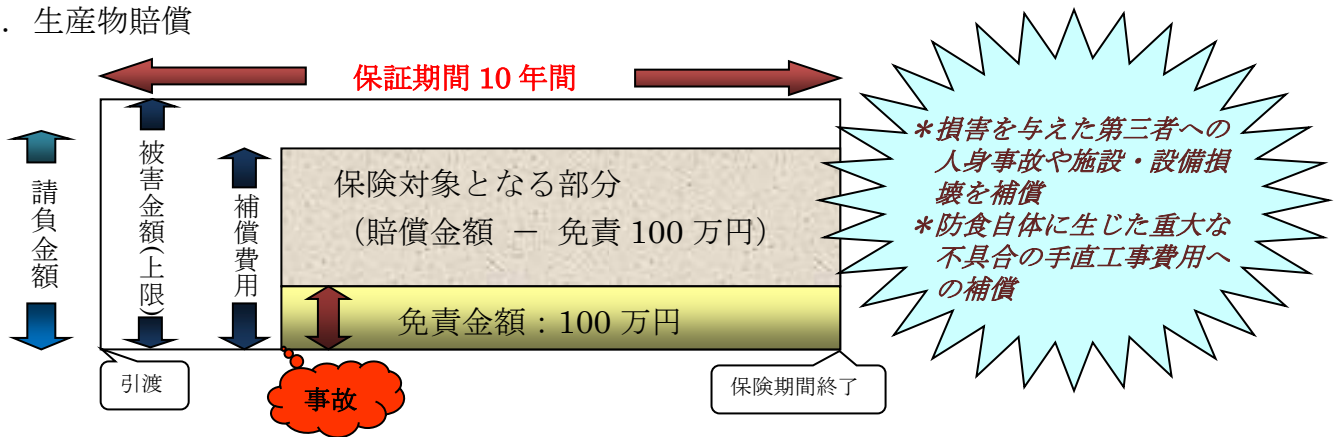 ．生産物賠償
保証期間 10 年間
請負金額
被害金額(上限)
補償費用
保険対象となる部分
（賠償金額 － 免責 100 万円）
免責金額：100 万円
引渡
事故
保険期間終了
＊損害を与えた第三者への
人身事故や施設・設備損
壊を補償
＊防食自体に生じた重大な
不具合の手直工事費用へ
の補償